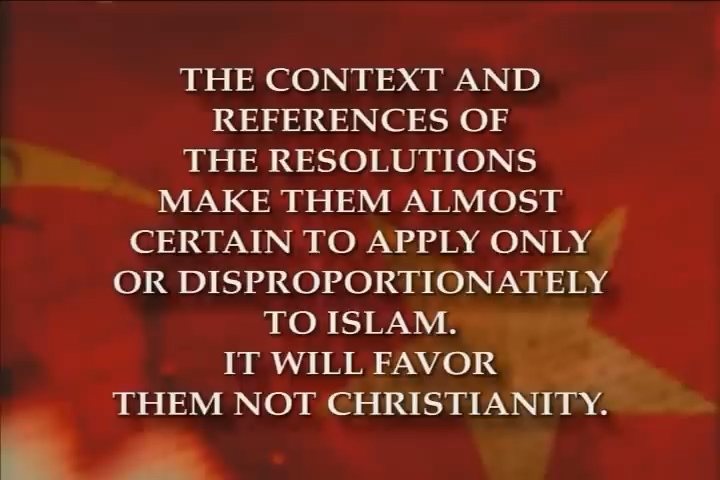 THE CONTEXT AND
REFERENCES OF
THE RESOLUTIONS
MAKE THEM ALMOST
CERTAIN TO APPLY ONLY
OR DISPROPORTIONATELY
TO ISLAM.
IT WILL FAVOR
THEM NOT CHRISTIANITY.